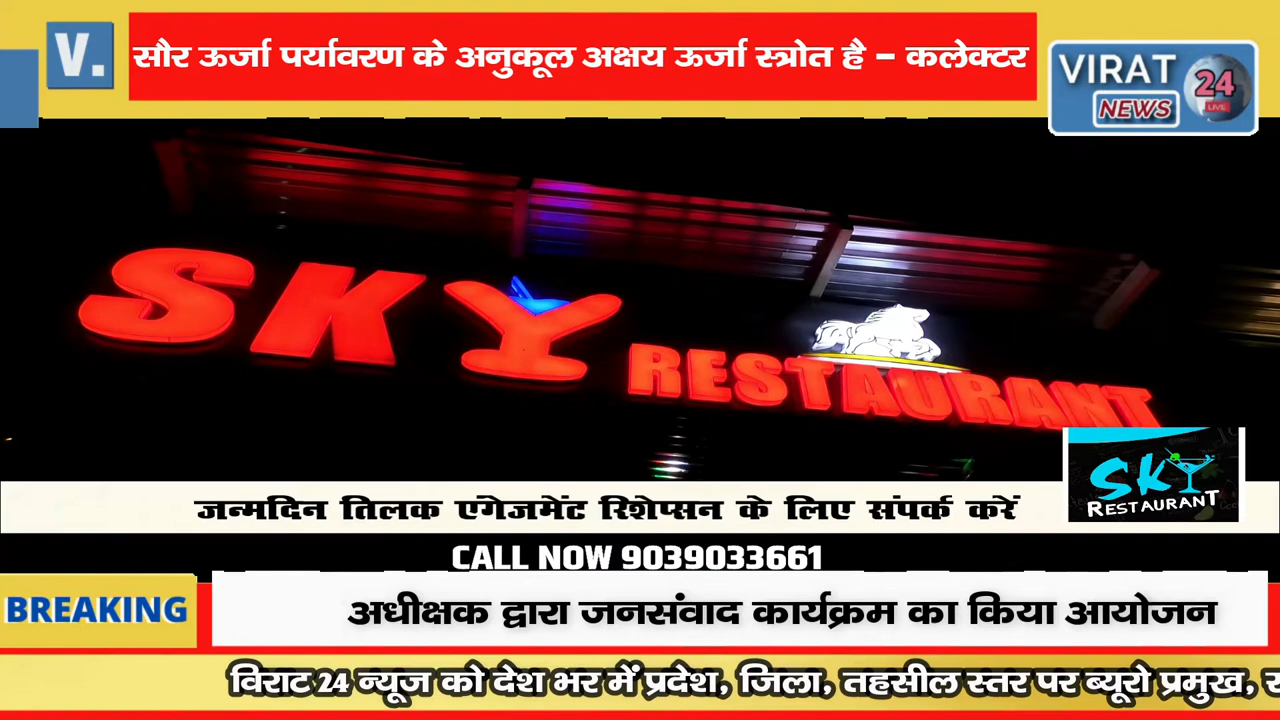 V.
सौर ऊर्जा पर्यावरण के अनुकूल अक्षय ऊर्जा स्त्रोत है - कलेक्टर
VIRAT
24
LIVE
NEWS
SKY RESTAURANT
SKY
RESTAURANT
जन्मदिन तिलक एंगेजमेंट रिशेप्सन के लिए संपर्क करें
CALL NOW 9039033661
BREAKING
अधीक्षक द्वारा जनसंवाद कार्यक्रम का किया आयोजन
विराट 24 न्यूज को देश भर में प्रदेश, जिला, तहसील स्तर पर ब्यूरो प्रमुख,